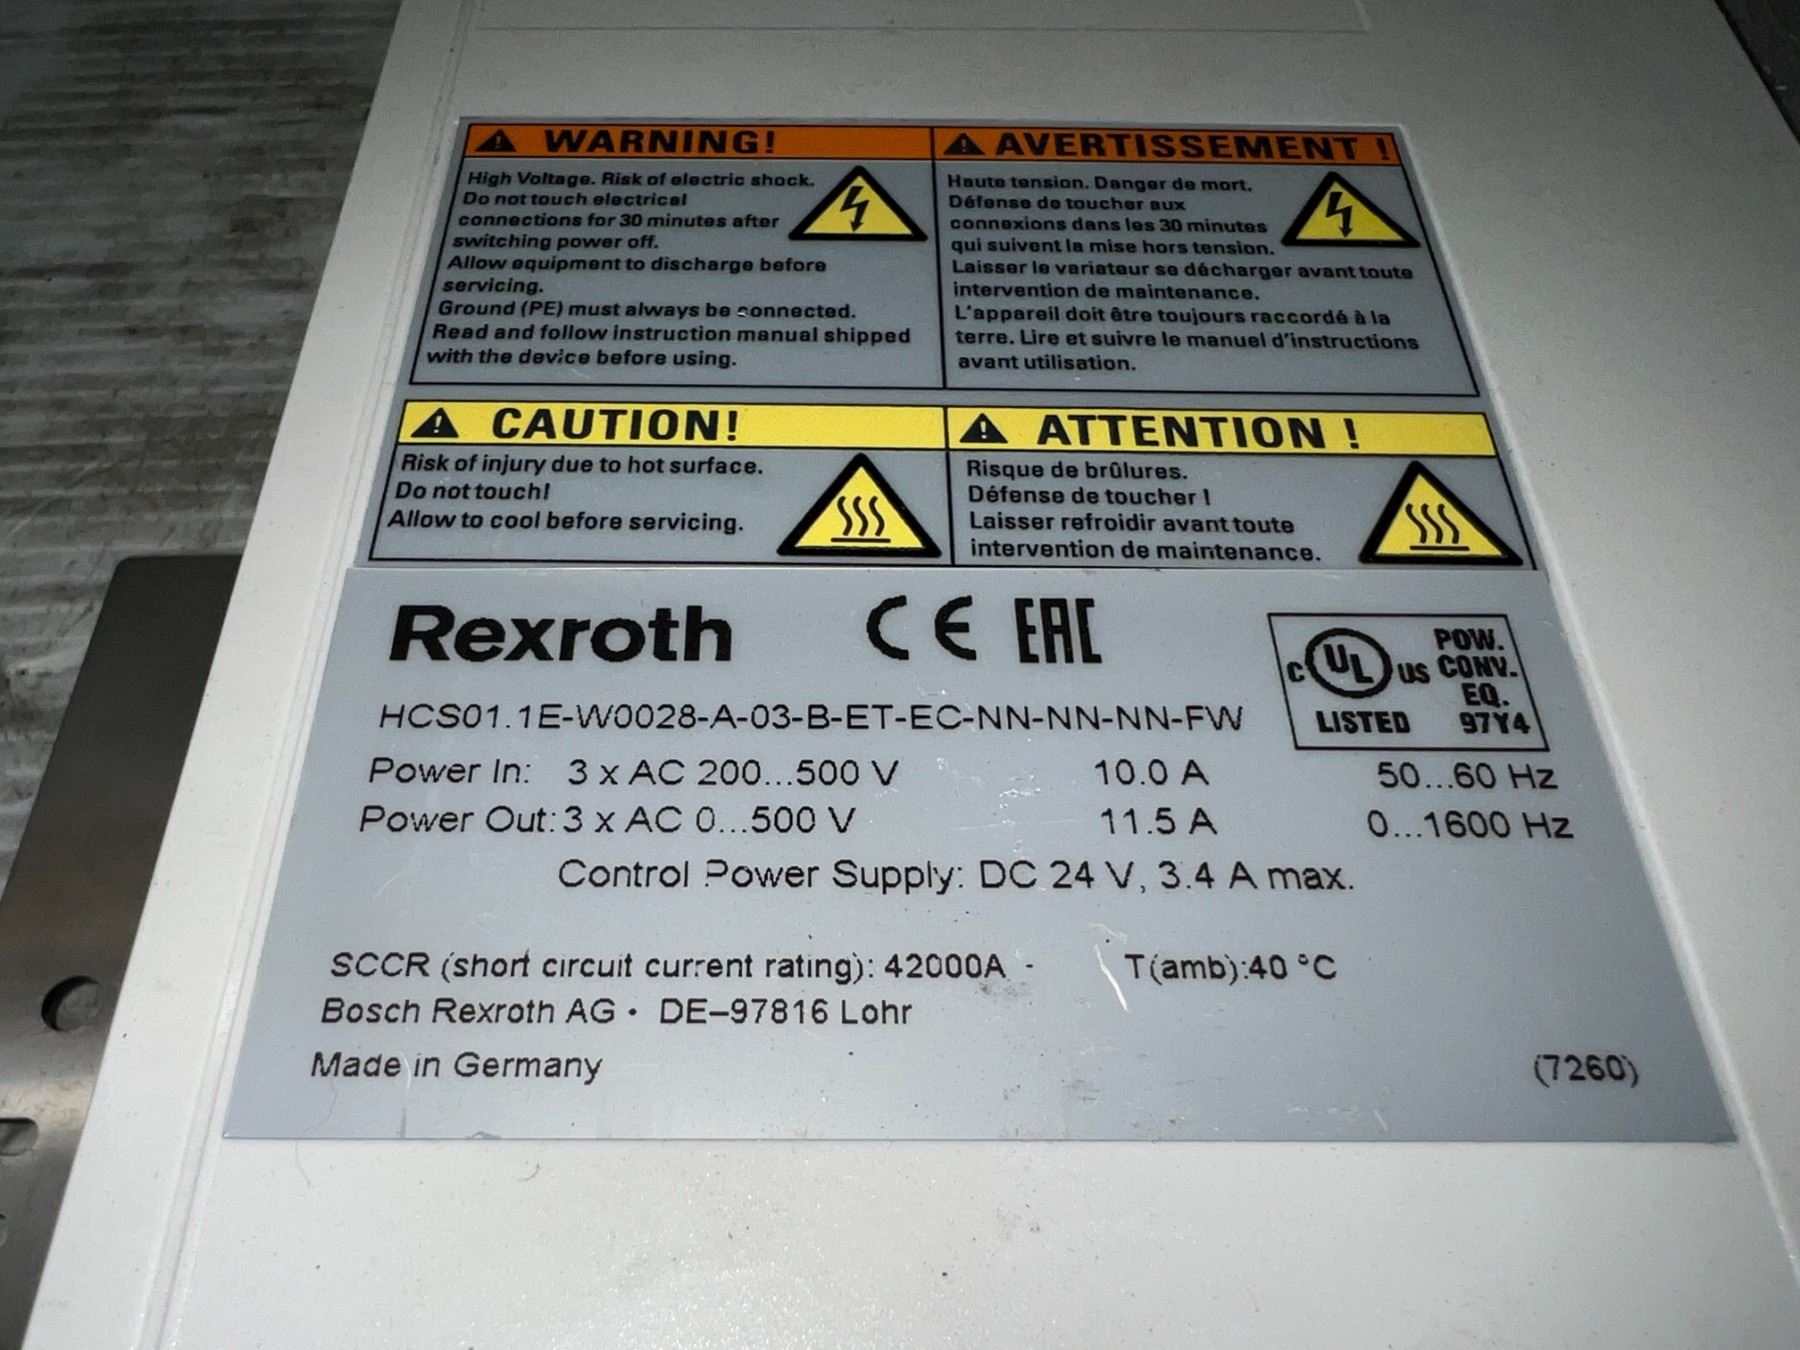 WARNING!
High Voltage. Risk of electric shock.
Do not touch electrical
connections for 30 minutes after
switching power off.
Allow equipment to discharge before
servicing.
Ground (PE) must always be connected.
Read and follow instruction manual shipped
with the device before using.
AVERTISSEMENT !
Haute tension. Danger de mort.
Défense de toucher aux
connexions dans les 30 minutes
qui suivent la mise hors tension.
Laisser le variateur se décharger avant toute
intervention de maintenance.
L'appareil doit être toujours raccordé à la
terre. Lire et suivre le manuel d'instructions
avant utilisation.
CAUTION!
Risk of injury due to hot surface.
Do not touch!
Allow to cool before servicing.
ATTENTION !
Risque de brûlures.
Défense de toucher !
Laisser refroidir avant toute
intervention de maintenance.
Rexroth CE EAC
C UL US LISTED
POW.
CONV.
EQ.
97Y4
HCS01.1E-W0028-A-03-B-ET-EC-NN-NN-NN-FW
Power In: 3 x AC 200...500 V 10.0 A 50...60 Hz
Power Out: 3 x AC 0...500 V 11.5 A 0...1600 Hz
Control Power Supply: DC 24 V, 3.4 A max.
SCCR (short circuit current rating): 42000A - T(amb):40 °C
Bosch Rexroth AG • DE–97816 Lohr
Made in Germany (7260)